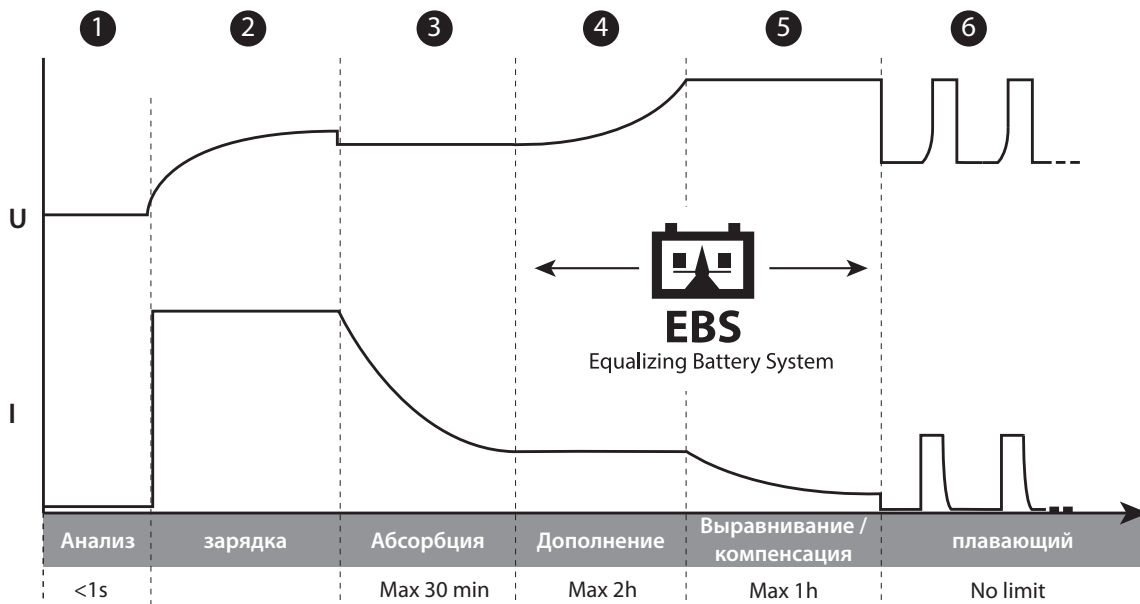 1 2 3 4 5 6
U
EBS
Equalizing Battery System
I
Анализ зарядка Абсорбция Дополнение Выравнивание / плавающий
компенсация
<1s Max 30 min Max 2h Max 1h No limit